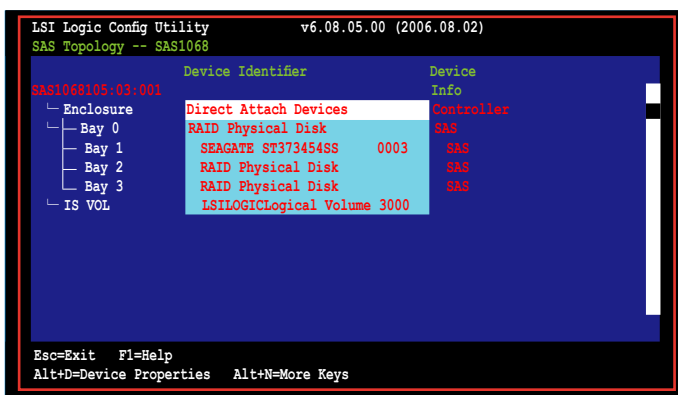 LSI Logic Config Utility v6.08.05.00 (2006.08.02)
SAS Topology -- SAS1068
Device Identifier Device
Info
SAS1068105:03:001
Enclosure Direct Attach Devices Controller
Bay 0 RAID Physical Disk SAS
Bay 1 SEAGATE ST373454SS 0003 SAS
Bay 2 RAID Physical Disk SAS
Bay 3 RAID Physical Disk SAS
IS VOL LSILOGICLogical Volume 3000
Esc=Exit F1=Help
Alt+D=Device Properties Alt+N=More Keys